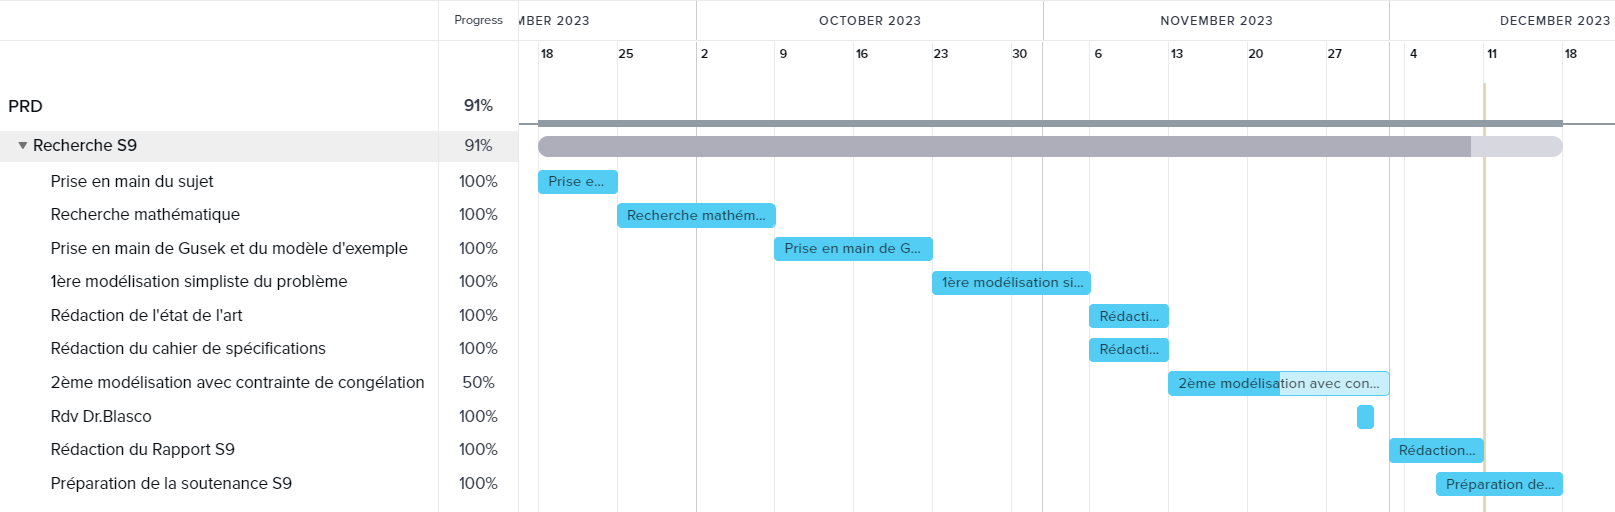 Progress MBER 2023 OCTOBER 2023 NOVEMBER 2023 DECEMBER 2023
18 25 2 9 16 23 30 6 13 20 27 4 11 18
PRD 91%
Recherche S9 91%
Prise en main du sujet 100% Prise e...
Recherche mathématique 100% Recherche mathém...
Prise en main de Gusek et du modèle d'exemple 100% Prise en main de G...
1ère modélisation simpliste du problème 100% 1ère modélisation si...
Rédaction de l'état de l'art 100% Rédacti...
Rédaction du cahier de spécifications 100% Rédacti...
2ème modélisation avec contrainte de congélation 50% 2ème modélisation avec con...
Rdv Dr.Blasco 100%
Rédaction du Rapport S9 100% Rédaction...
Préparation de la soutenance S9 100% Préparation de...